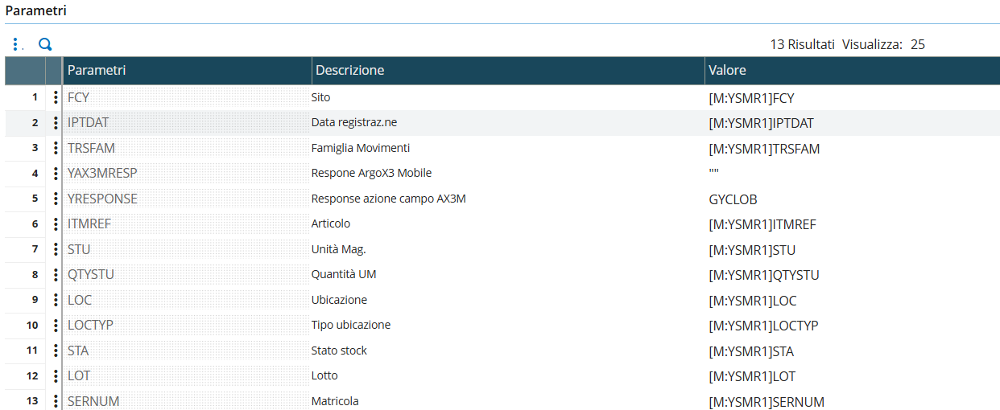 Parametri
13 Risultati Visualizza: 25
Parametri Descrizione Valore
1 FCY Sito [M:YSMR1]FCY
2 IPTDAT Data registraz.ne [M:YSMR1]IPTDAT
3 TRSFAM Famiglia Movimenti [M:YSMR1]TRSFAM
4 YAX3MRESP Respone ArgoX3 Mobile ""
5 YRESPONSE Response azione campo AX3M GYCLOB
6 ITMREF Articolo [M:YSMR1]ITMREF
7 STU Unità Mag. [M:YSMR1]STU
8 QTYSTU Quantità UM [M:YSMR1]QTYSTU
9 LOC Ubicazione [M:YSMR1]LOC
10 LOCTYP Tipo ubicazione [M:YSMR1]LOCTYP
11 STA Stato stock [M:YSMR1]STA
12 LOT Lotto [M:YSMR1]LOT
13 SERNUM Matricola [M:YSMR1]SERNUM